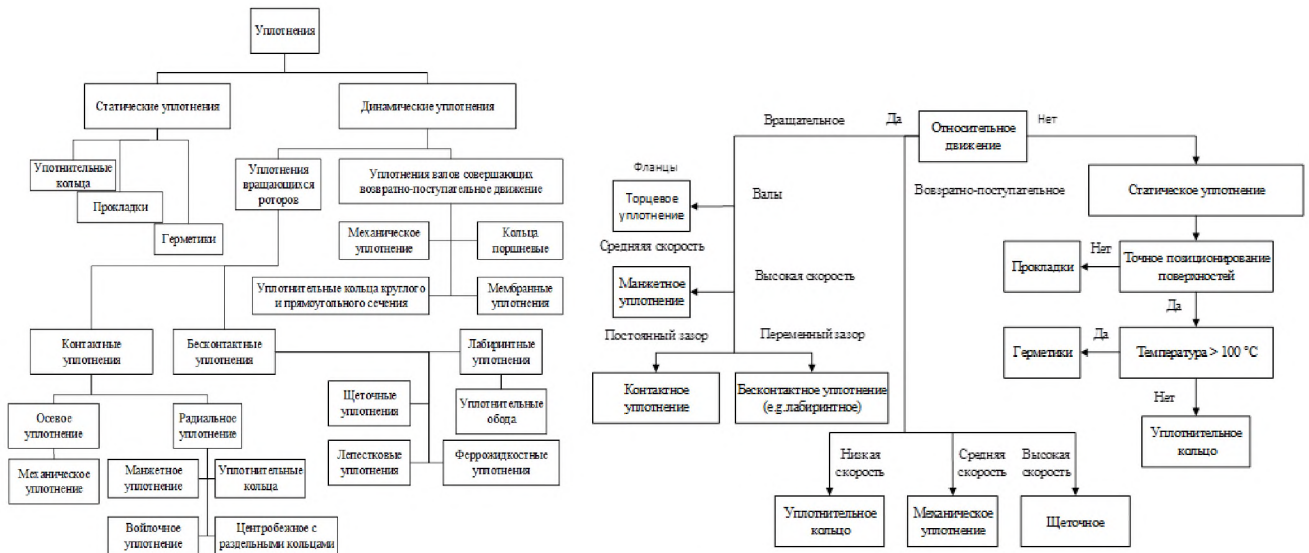 Уплотнения
Статические уплотнения
Динамические уплотнения
Употнительные
кольца
Прокладки
Герметики
Уплотнения
вращающихся
роторов
Уплотнения валов совершающих
возвратно-поступательное движение
Механическое
уплотнение
Кольца
поршневые
Уплотнительные кольца круглого
и прямоугольного сечения
Мембранные
уплотнения
Контактные
уплотнения
Бесконтактные
уплотнения
Лабиринтные
уплотнения
Щеточные
уплотнения
Уплотнительные
обода
Лепестковые
уплотнения
Феррожидкостные
уплотнения
Осевое
уплотнение
Радиальное
уплотнение
Механическое
уплотнение
Манжетное
уплотнение
Уплотнительные
кольца
Войлочное
уплотнение
Центробежное с
раздельными кольцами
Вращательное
Да
Относительное
движение
Нет
Фланцы
Торцевое
уплотнение
Валы
Возвратно-поступательное
Статическое уплотнение
Средняя скорость
Манжетное
уплотнение
Высокая скорость
Прокладки
Нет
Точное позиционирование
поверхностей
Да
Постоянный зазор
Переменный зазор
Герметики
Да
Температура > 100 °C
Контактное
уплотнение
Бесконтактное уплотнение
(e.g.лабиринтное)
Нет
Уплотнительное
кольцо
Низкая
скорость
Средняя
скорость
Высокая
скорость
Уплотнительное
кольцо
Механическое
уплотнение
Щеточное